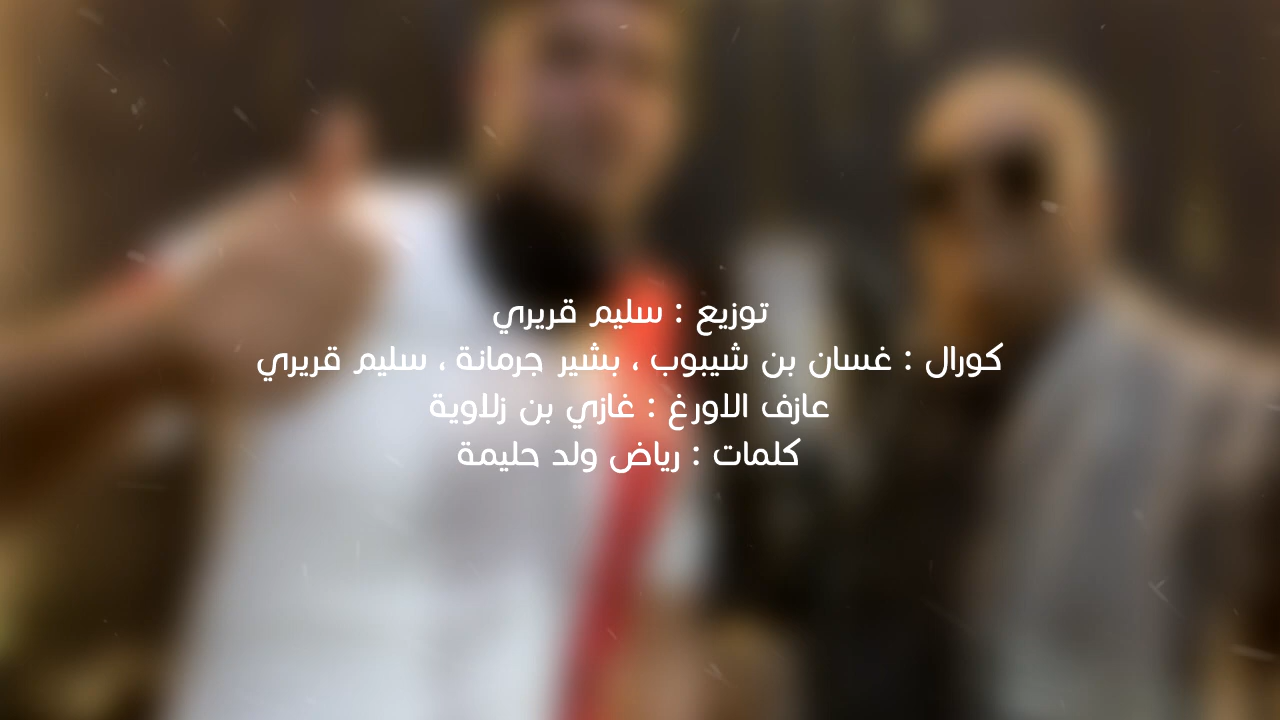 توزيع : سليم قريري
كورال : غسان بن شيبوب ، بشير جرمانة ، سليم قريري
عازف الاورغ : غازي بن زلاوية
كلمات : رياض ولد حليمة